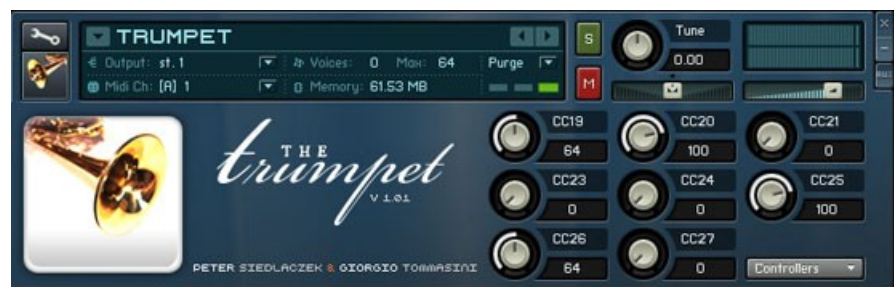 TRUMPET
S
Tune
Output: st. 1
Voices: 0 Max: 64
Purge
0.00
Midi Ch: [A] 1
Memory: 61.53 MB
M
THE
trumpet
V 1.01
PETER SIEDLACZEK & GIORGIO TOMMASINI
CC19
CC20
CC21
64
100
0
CC23
CC24
CC25
0
0
100
CC26
CC27
64
0
Controllers